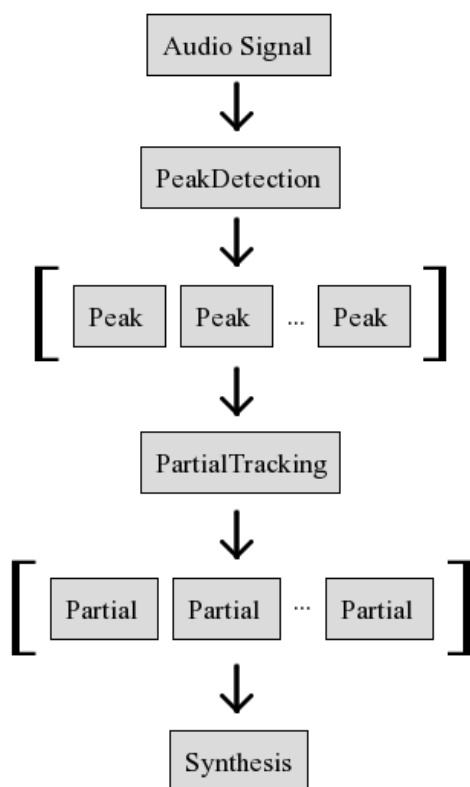 Audio Signal
PeakDetection
Peak Peak ... Peak
PartialTracking
Partial Partial ... Partial
Synthesis